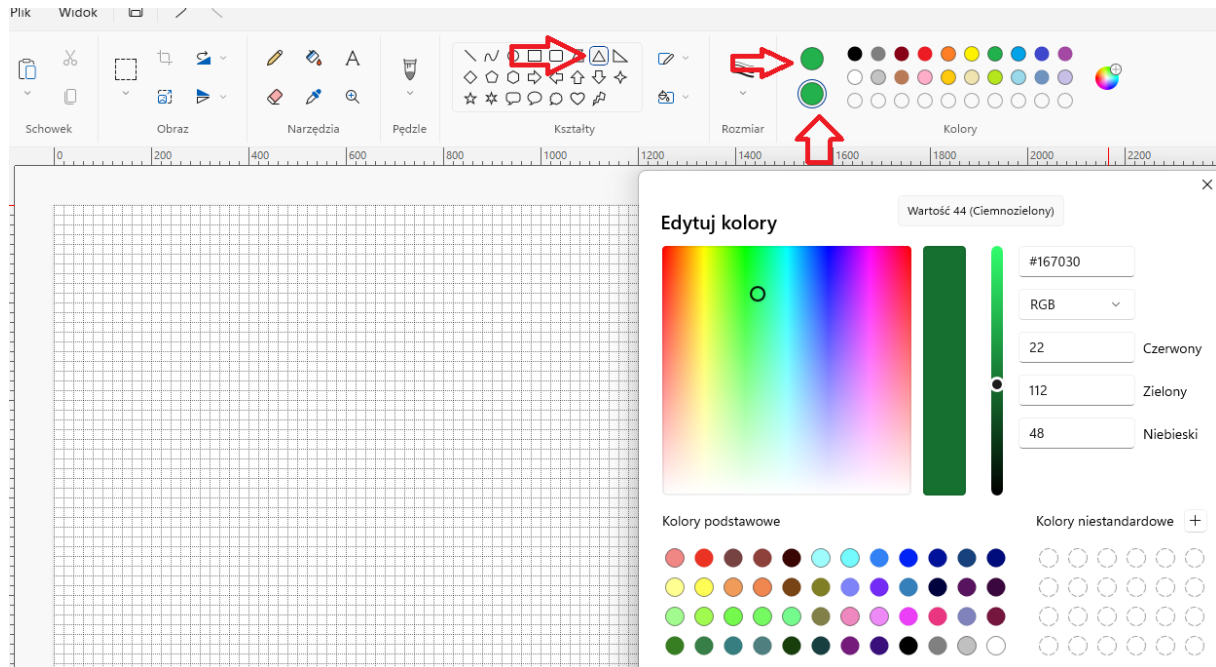 Plik Widok
A
Schowek Obraz Narzędzia Pędzle Kształty Rozmiar Kolory
0 200 400 600 800 1000 1200 1400 1600 1800 2000 2200
Wartość 44 (Ciemnozielony)
Edytuj kolory
#167030
RGB
22 Czerwony
112 Zielony
48 Niebieski
Kolory podstawowe
Kolory niestandardowe